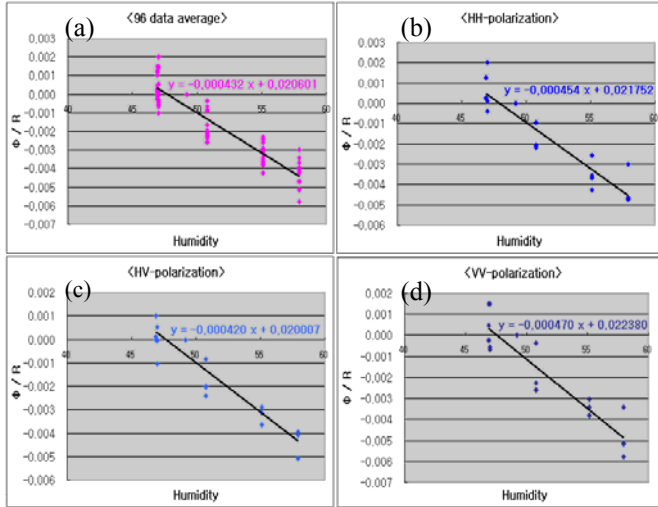 (a) <96 data average>
0,003
0,002
0,001
0,000
-0,001
-0,002
-0,003
-0,004
-0,005
-0,006
-0,007
y = -0,000432 x + 0,020601
40 45 50 55 60
Φ / R
Humidity
(b) <HH-polarization>
0,003
0,002
0,001
0,000
-0,001
-0,002
-0,003
-0,004
-0,005
-0,006
y = -0,000454 x + 0,021752
40 45 50 55 60
Φ / R
Humidity
(c) <HV-polarization>
0,002
0,001
0,000
-0,001
-0,002
-0,003
-0,004
-0,005
-0,006
y = -0,000420 x + 0,020007
40 45 50 55 60
Φ / R
Humidity
(d) <VV-polarization>
0,002
0,001
0,000
-0,001
-0,002
-0,003
-0,004
-0,005
-0,006
-0,007
y = -0,000470 x + 0,022380
40 45 50 55 60
Φ / R
Humidity